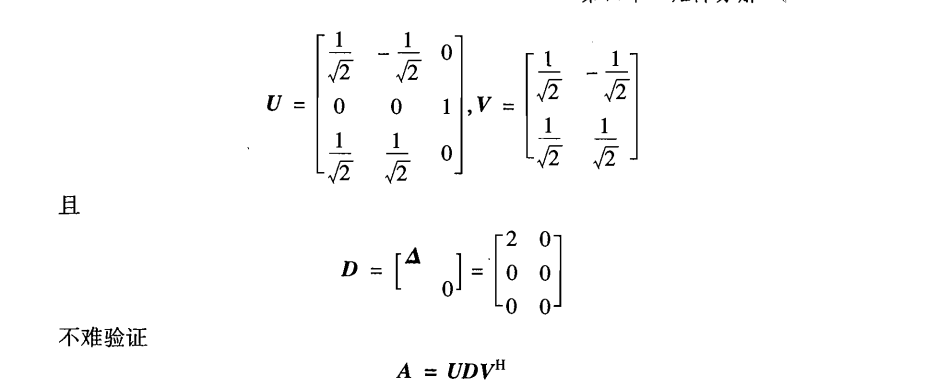 U = [1/√2 -1/√2 0; 0 0 1; 1/√2 1/√2 0], V = [1/√2 -1/√2; 1/√2 1/√2]
且
D = [Δ 0] = [2 0; 0 0; 0 0]
不难验证
A = UDVᴴ